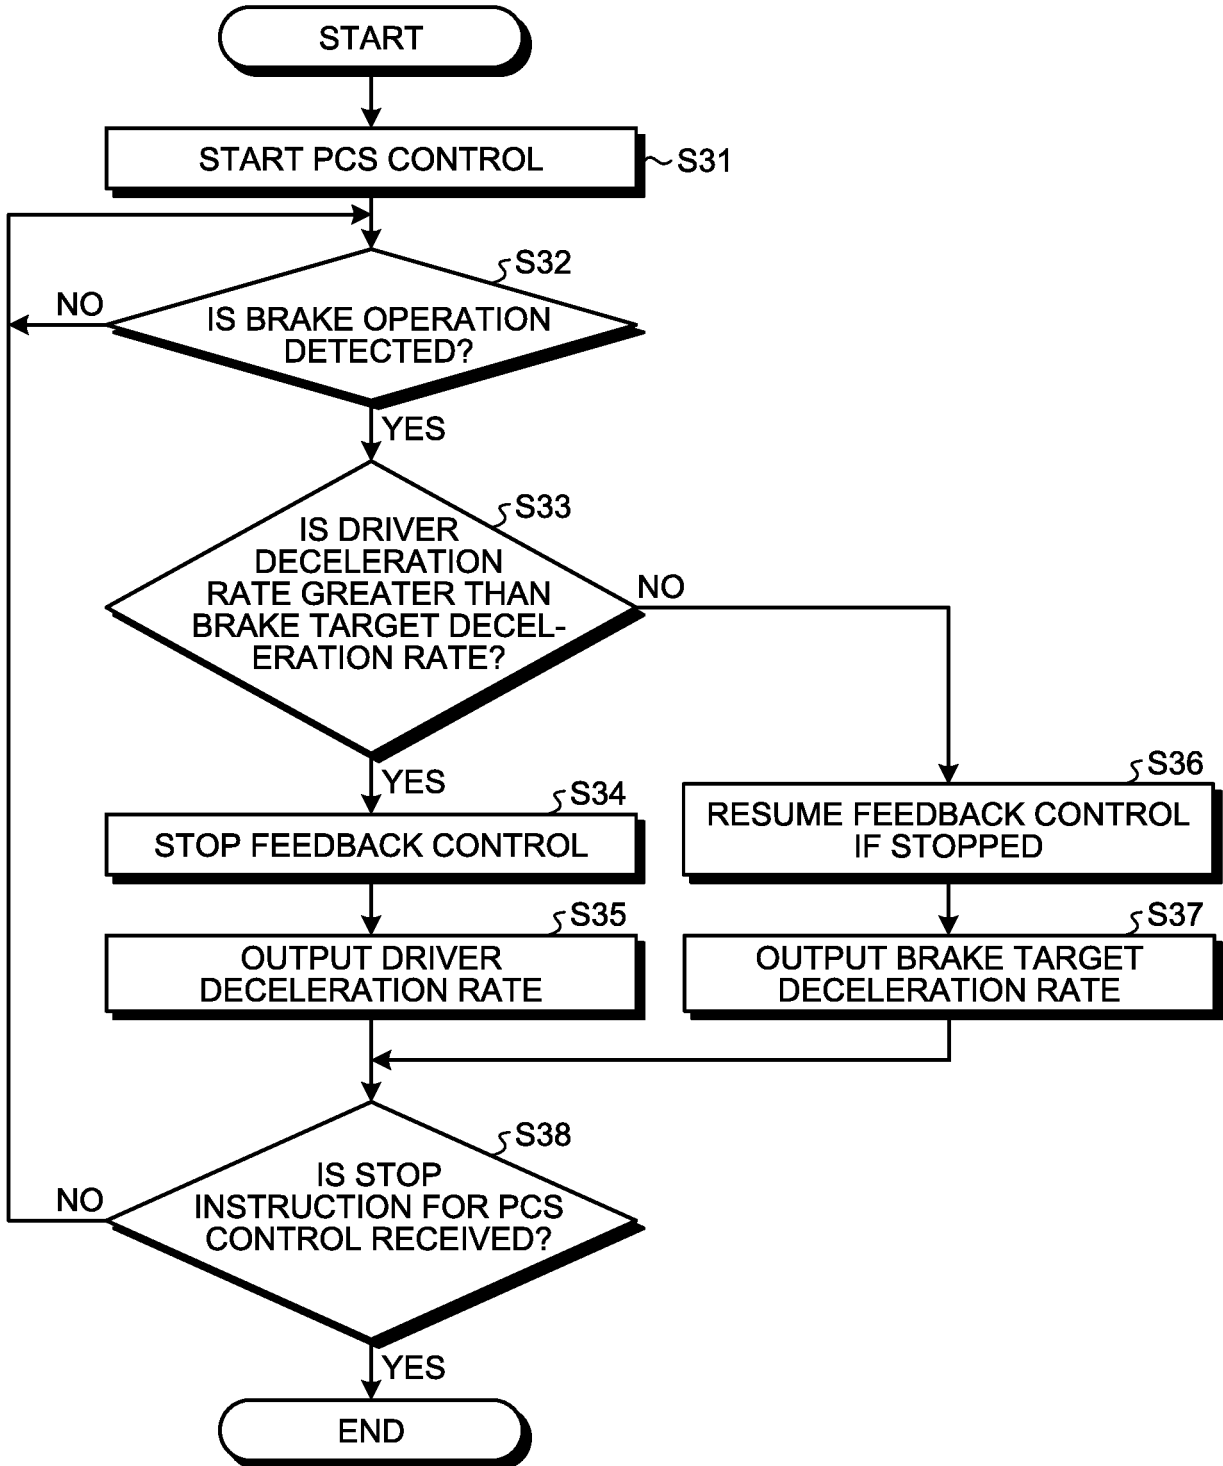 START
START PCS CONTROL
S31
S32
NO
IS BRAKE OPERATION
DETECTED?
YES
S33
IS DRIVER
DECELERATION
RATE GREATER THAN
BRAKE TARGET DECEL-
ERATION RATE?
NO
YES
S34
STOP FEEDBACK CONTROL
S36
RESUME FEEDBACK CONTROL
IF STOPPED
S35
OUTPUT DRIVER
DECELERATION RATE
S37
OUTPUT BRAKE TARGET
DECELERATION RATE
S38
IS STOP
INSTRUCTION FOR PCS
CONTROL RECEIVED?
NO
YES
END